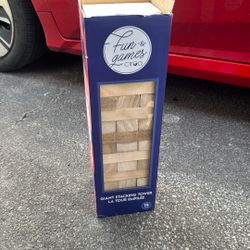 Fun &
games
GIANT STACKING TOWER
LA TOUR EMPILÉE